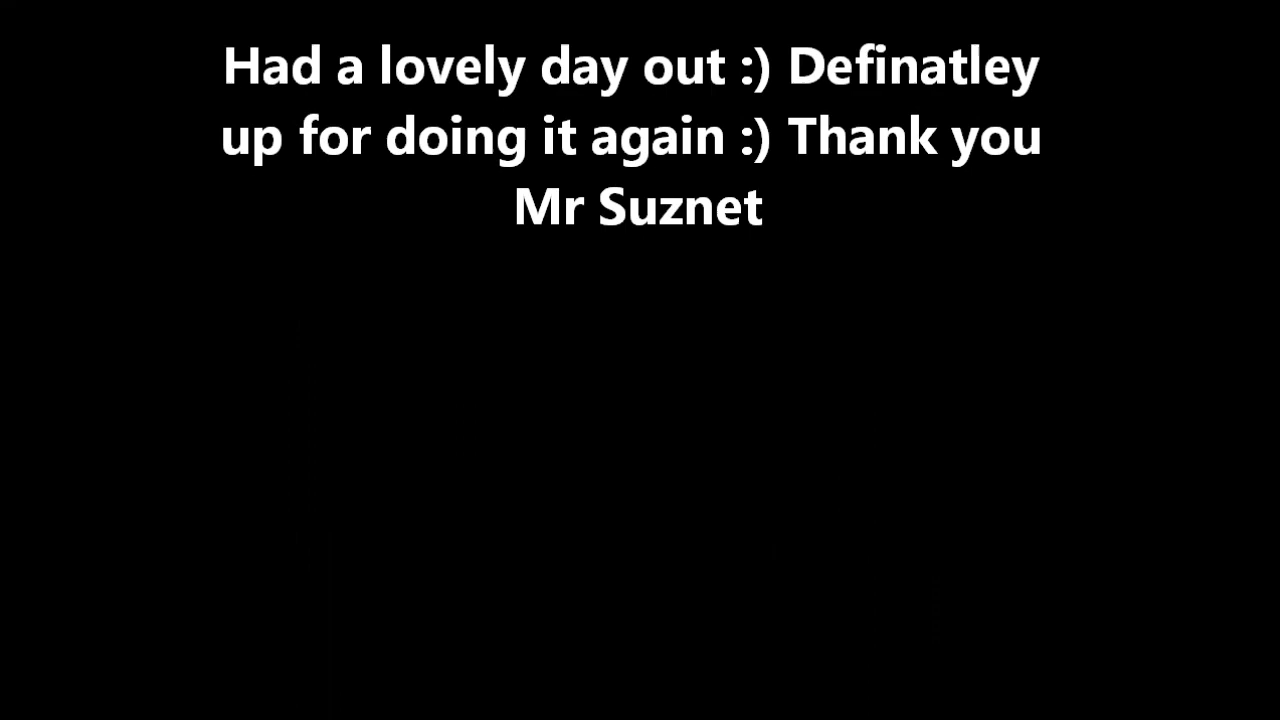 Had a lovely day out :) Definatley
up for doing it again :) Thank you
Mr Suznet